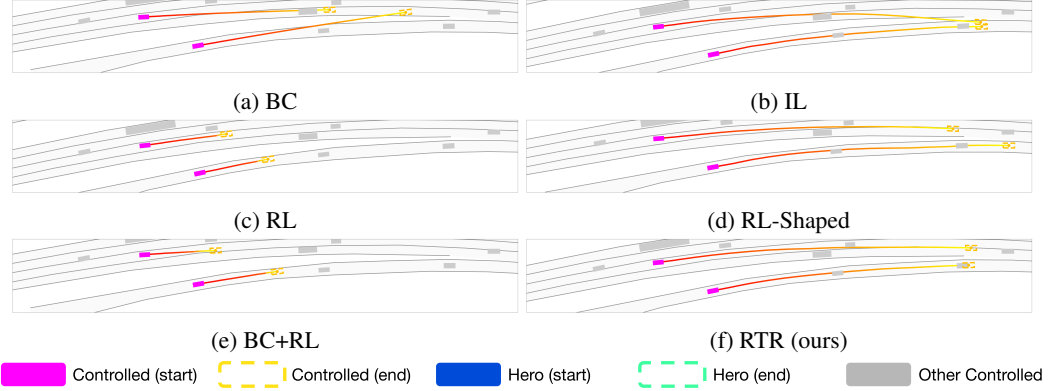 (a) BC
(b) IL
(c) RL
(d) RL-Shaped
(e) BC+RL
(f) RTR (ours)
Controlled (start)
Controlled (end)
Hero (start)
Hero (end)
Other Controlled